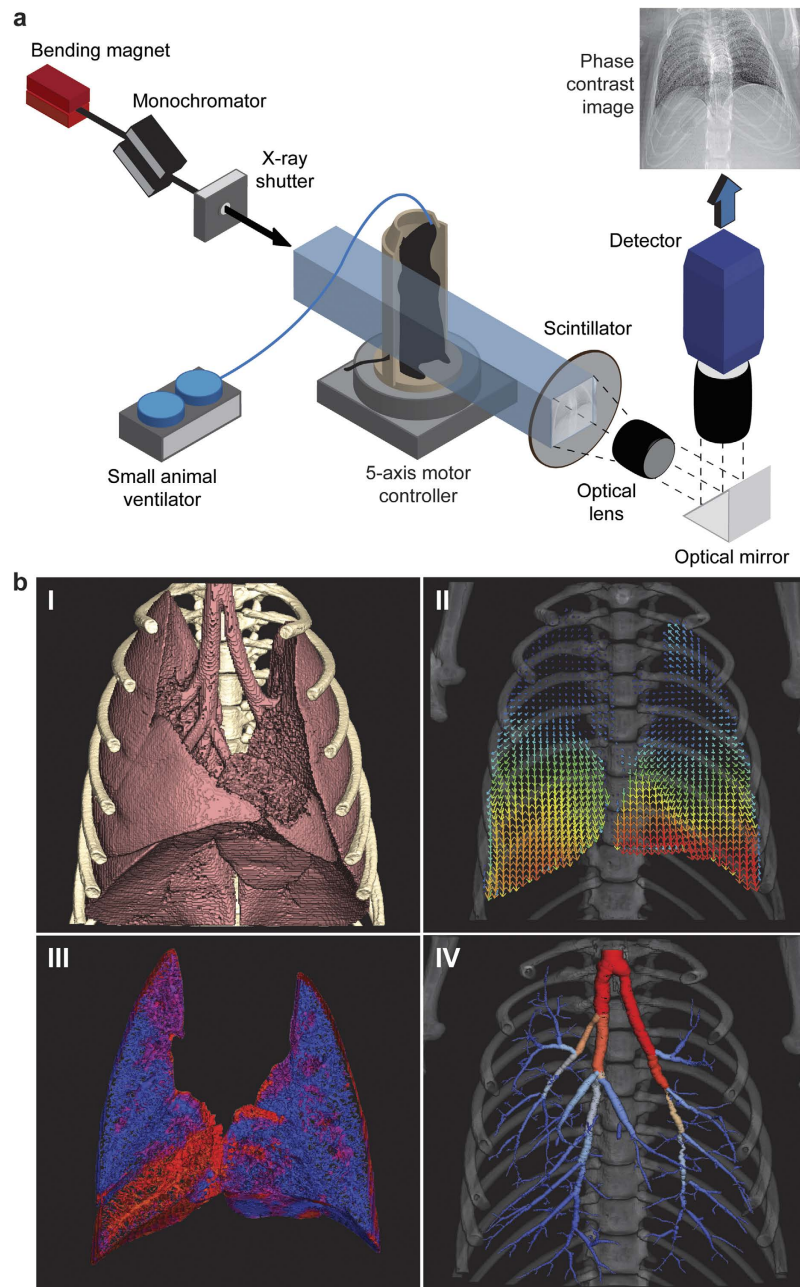 a
Bending magnet
Monochromator
X-ray
shutter
Phase
contrast
image
Detector
Scintillator
Small animal
ventilator
5-axis motor
controller
Optical
lens
Optical mirror
b
I
II
III
IV